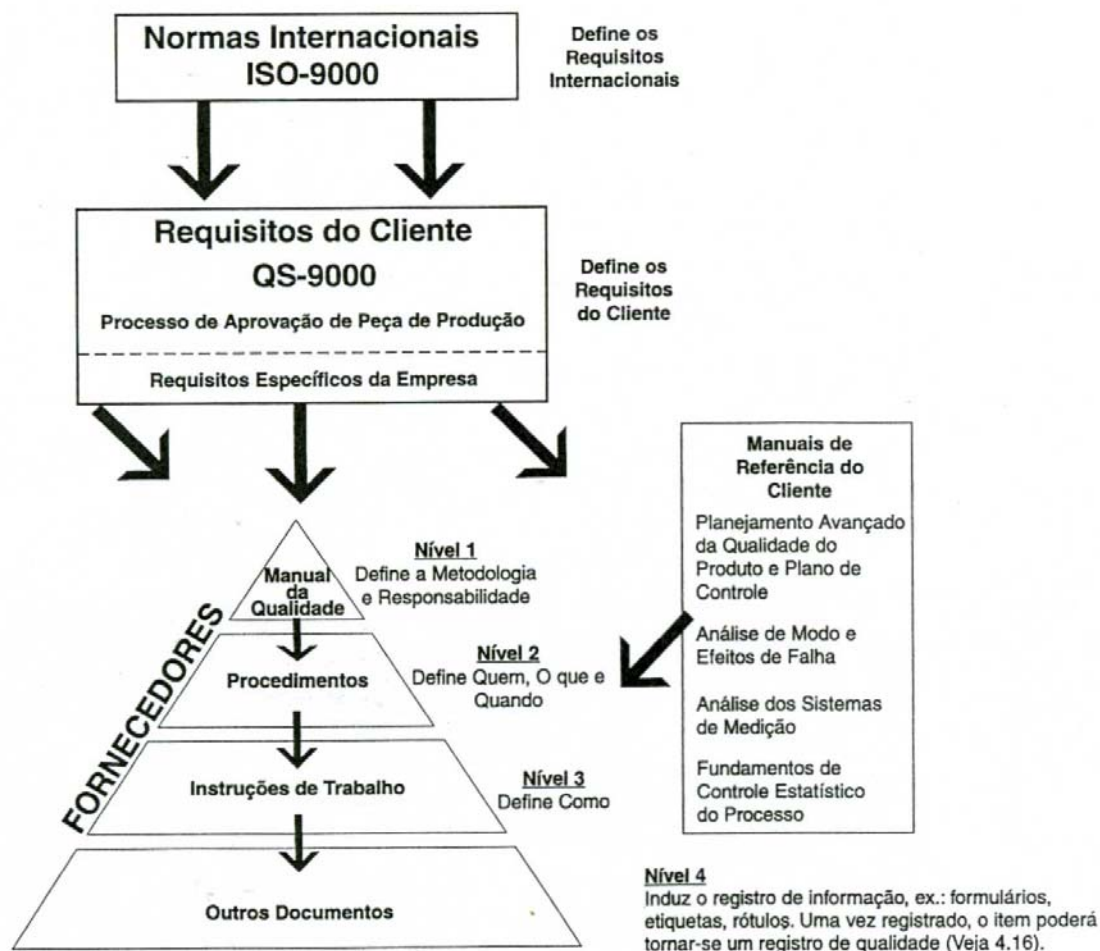 Normas Internacionais
ISO-9000
Define os
Requisitos
Internacionais
Requisitos do Cliente
QS-9000
Processo de Aprovação de Peça de Produção
Requisitos Específicos da Empresa
Define os
Requisitos
do Cliente
Manuais de
Referência do
Cliente
Planejamento Avançado
da Qualidade do
Produto e Plano de
Controle
Análise de Modo e
Efeitos de Falha
Análise dos Sistemas
de Medição
Fundamentos de
Controle Estatístico
do Processo
FORNECEDORES
Manual
da
Qualidade
Nível 1
Define a Metodologia
e Responsabilidade
Procedimentos
Nível 2
Define Quem, O que e
Quando
Instruções de Trabalho
Nível 3
Define Como
Outros Documentos
Nível 4
Induz o registro de informação, ex.: formulários,
etiquetas, rótulos. Uma vez registrado, o item poderá
tornar-se um registro de qualidade (Veja 4.16).